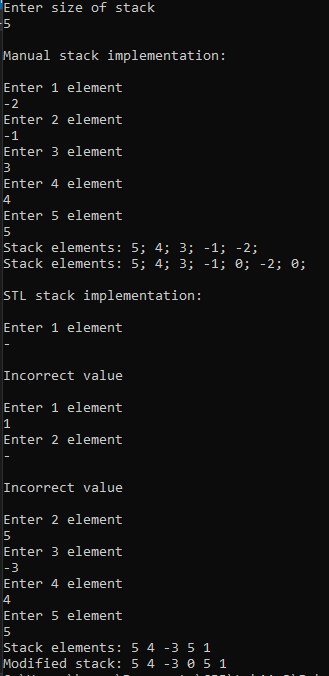 Enter size of stack
5
Manual stack implementation:
Enter 1 element
-2
Enter 2 element
-1
Enter 3 element
3
Enter 4 element
4
Enter 5 element
5
Stack elements: 5; 4; 3; -1; -2;
Stack elements: 5; 4; 3; -1; 0; -2; 0;
STL stack implementation:
Enter 1 element
-
Incorrect value
Enter 1 element
1
Enter 2 element
-
Incorrect value
Enter 2 element
5
Enter 3 element
-3
Enter 4 element
4
Enter 5 element
5
Stack elements: 5 4 -3 5 1
Modified stack: 5 4 -3 0 5 1